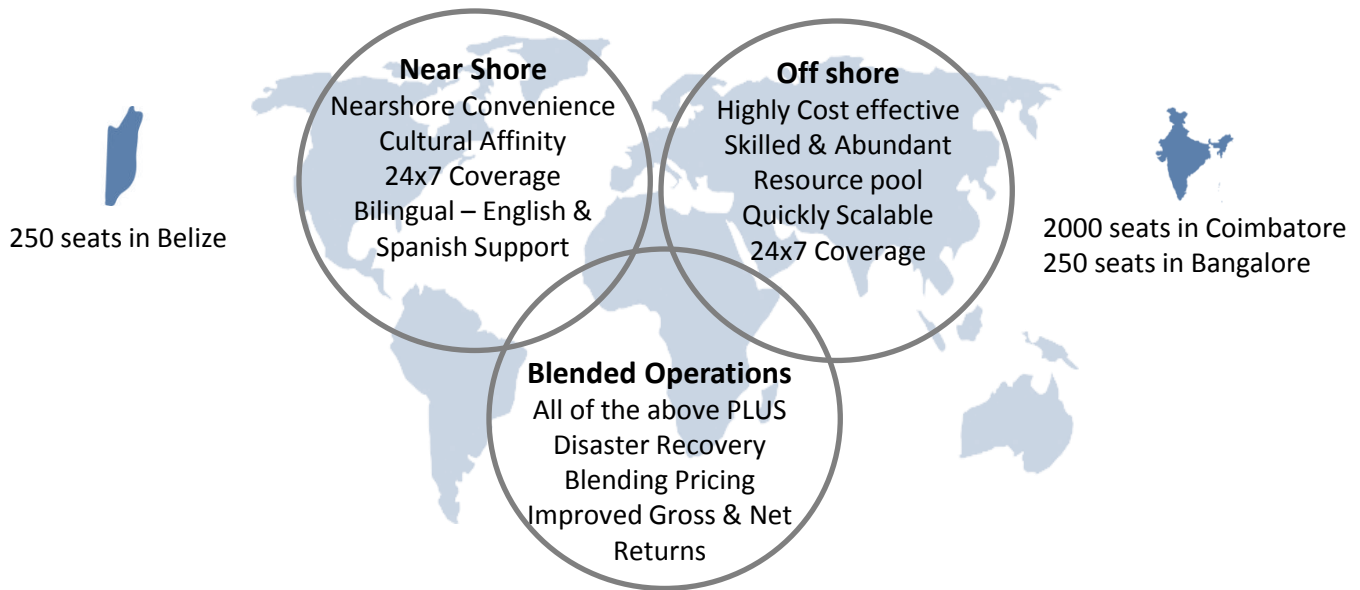 Near Shore
Nearshore Convenience
Cultural Affinity
24x7 Coverage
Bilingual – English &
Spanish Support
Off shore
Highly Cost effective
Skilled & Abundant
Resource pool
Quickly Scalable
24x7 Coverage
250 seats in Belize
2000 seats in Coimbatore
250 seats in Bangalore
Blended Operations
All of the above PLUS
Disaster Recovery
Blending Pricing
Improved Gross & Net
Returns